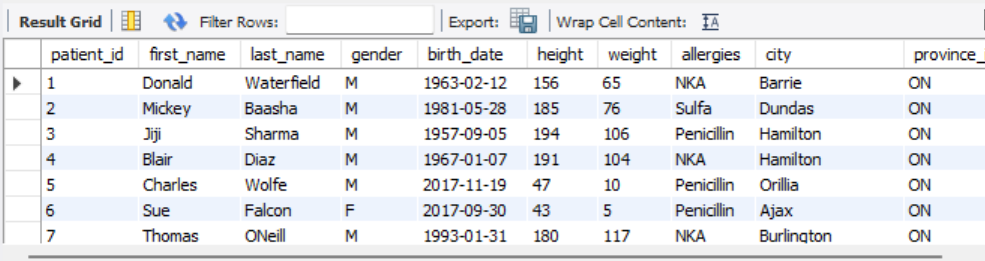 Result Grid Filter Rows: Export: Wrap Cell Content: IA
patient_id first_name last_name gender birth_date height weight allergies city province_
1 Donald Waterfield M 1963-02-12 156 65 NKA Barrie ON
2 Mickey Baasha M 1981-05-28 185 76 Sulfa Dundas ON
3 Jiji Sharma M 1957-09-05 194 106 Penicillin Hamilton ON
4 Blair Diaz M 1967-01-07 191 104 NKA Hamilton ON
5 Charles Wolfe M 2017-11-19 47 10 Penicillin Orillia ON
6 Sue Falcon F 2017-09-30 43 5 Penicillin Ajax ON
7 Thomas ONeill M 1993-01-31 180 117 NKA Burlington ON